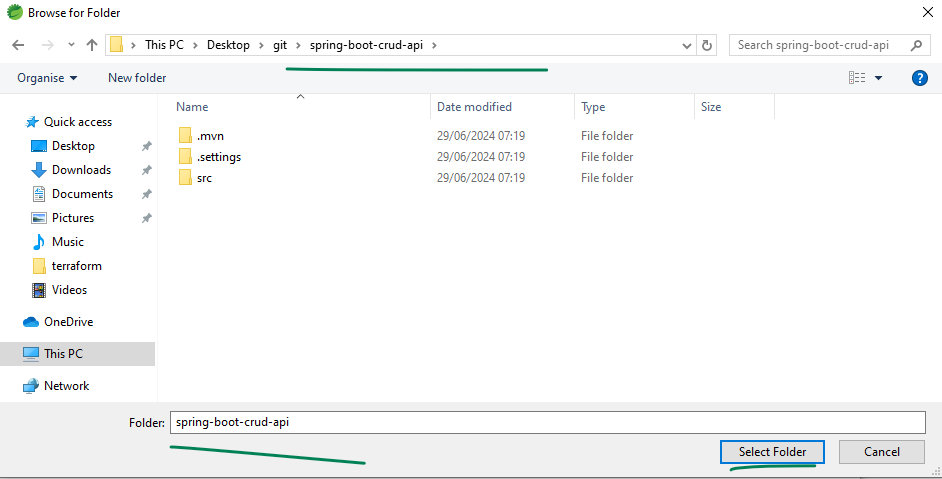 Browse for Folder
This PC > Desktop > git > spring-boot-crud-api >
Search spring-boot-crud-api
Organise
New folder
?
Name
Date modified
Type
Size
.mvn 29/06/2024 07:19 File folder
.settings 29/06/2024 07:19 File folder
src 29/06/2024 07:19 File folder
Quick access
Desktop
Downloads
Documents
Pictures
Music
terraform
Videos
OneDrive
This PC
Network
Folder: spring-boot-crud-api
Select Folder
Cancel